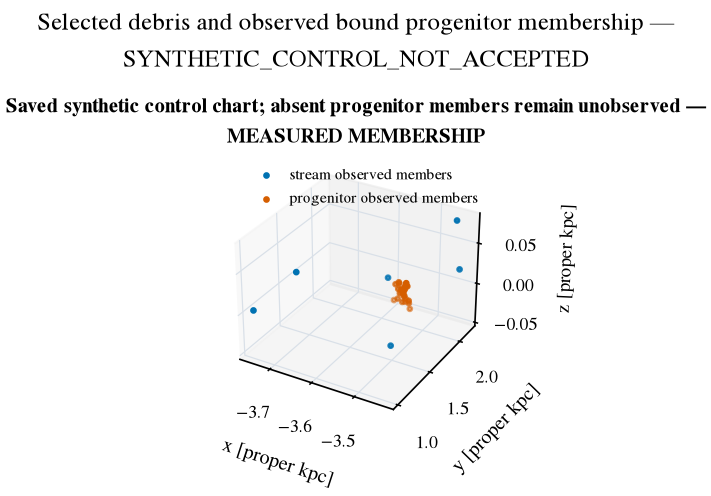 Selected debris and observed bound progenitor membership —
SYNTHETIC_CONTROL_NOT_ACCEPTED
Saved synthetic control chart; absent progenitor members remain unobserved —
MEASURED MEMBERSHIP
stream observed members
progenitor observed members
0.05
0.00
−0.05
z [proper kpc]
2.0
1.5
1.0
y [proper kpc]
−3.7
−3.6
−3.5
x [proper kpc]